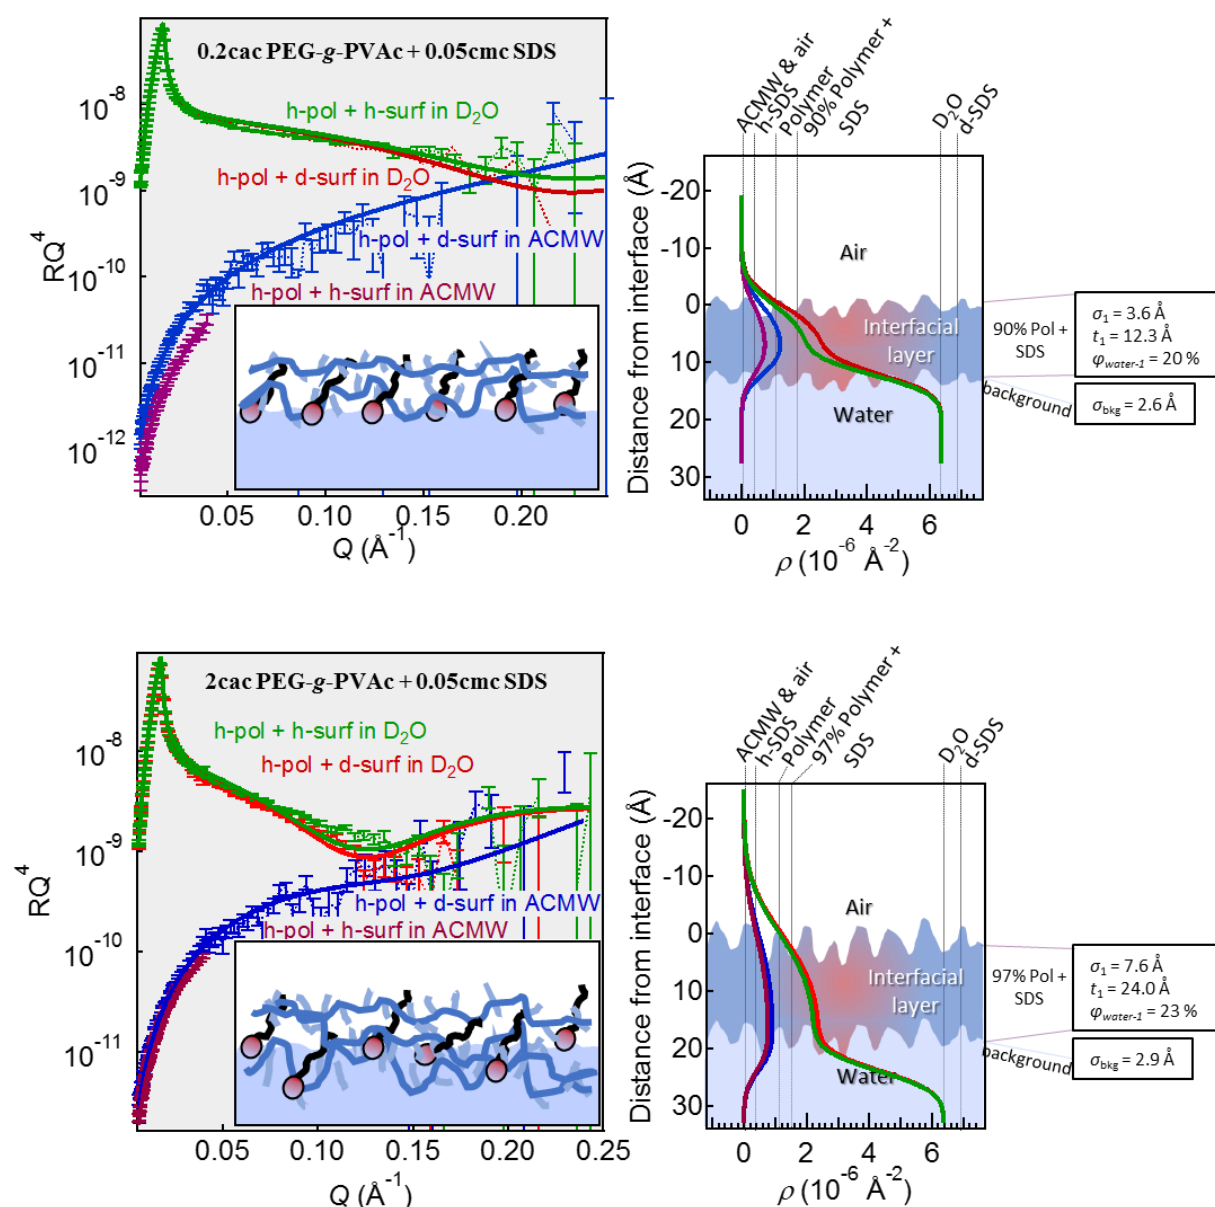 0.2cac PEG-g-PVAc + 0.05cmc SDS
h-pol + h-surf in D₂O
h-pol + d-surf in D₂O
h-pol + d-surf in ACMW
h-pol + h-surf in ACMW
RQ⁴
10⁻⁸
10⁻⁹
10⁻¹⁰
10⁻¹¹
10⁻¹²
0.05
0.10
0.15
0.20
Q (Å⁻¹)
ACMW & air
h-SDS
Polymer
90% Polymer +
SDS
D₂O
d-SDS
Distance from interface (Å)
-20
-10
0
10
20
30
Air
Interfacial
layer
Water
0
2
4
6
ρ (10⁻⁶ Å⁻²)
90% Pol +
SDS
background
σ₁ = 3.6 Å
t₁ = 12.3 Å
φwater-1 = 20 %
σbkg = 2.6 Å
2cac PEG-g-PVAc + 0.05cmc SDS
h-pol + h-surf in D₂O
h-pol + d-surf in D₂O
h-pol + d-surf in ACMW
h-pol + h-surf in ACMW
RQ⁴
10⁻⁸
10⁻⁹
10⁻¹⁰
10⁻¹¹
0.05
0.10
0.15
0.20
0.25
Q (Å⁻¹)
ACMW & air
h-SDS
Polymer
97% Polymer +
SDS
D₂O
d-SDS
Distance from interface (Å)
-20
-10
0
10
20
30
Air
Interfacial
layer
Water
0
2
4
6
ρ (10⁻⁶ Å⁻²)
97% Pol +
SDS
background
σ₁ = 7.6 Å
t₁ = 24.0 Å
φwater-1 = 23 %
σbkg = 2.9 Å